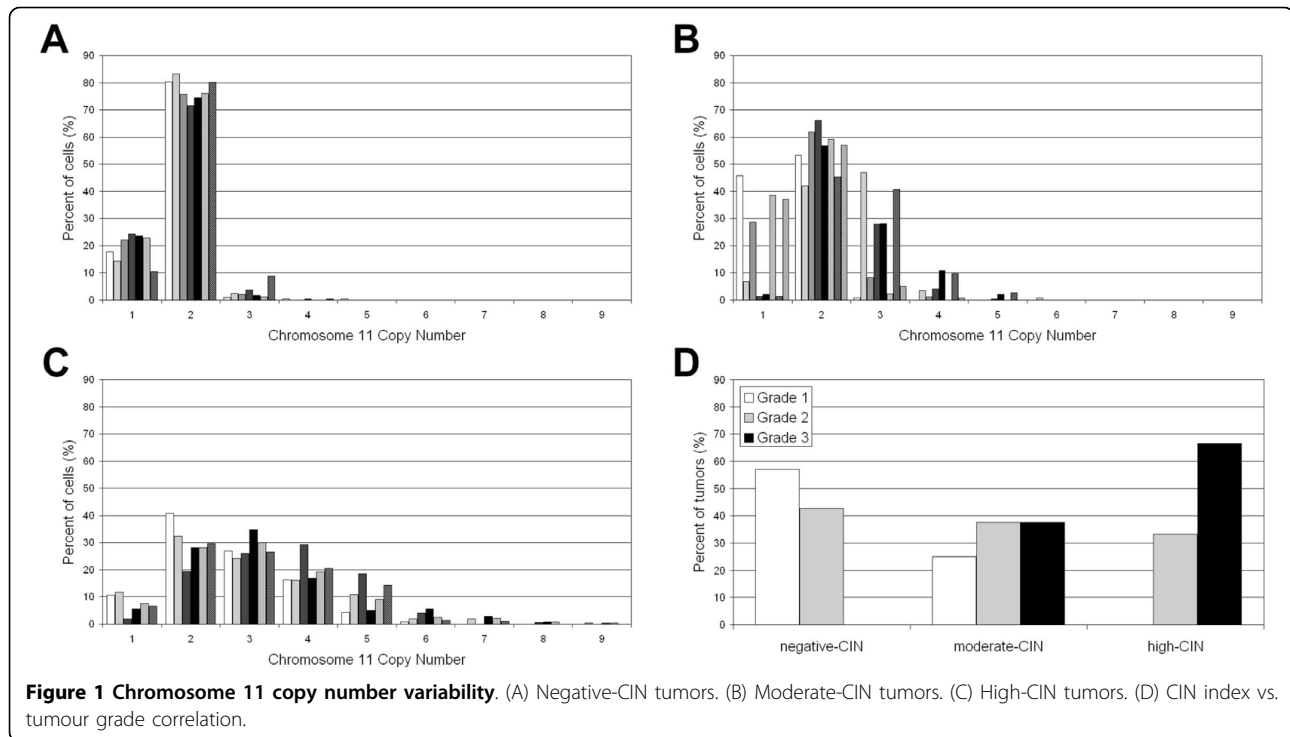 A
90
80
70
60
50
40
30
20
10
0
Percent of cells (%)
1 2 3 4 5 6 7 8 9
Chromosome 11 Copy Number
B
90
80
70
60
50
40
30
20
10
0
Percent of cells (%)
1 2 3 4 5 6 7 8 9
Chromosome 11 Copy Number
C
90
80
70
60
50
40
30
20
10
0
Percent of cells (%)
1 2 3 4 5 6 7 8 9
Chromosome 11 Copy Number
D
90
80
70
60
50
40
30
20
10
0
Percent of tumors (%)
Grade 1
Grade 2
Grade 3
negative-CIN moderate-CIN high-CIN
Figure 1 Chromosome 11 copy number variability. (A) Negative-CIN tumors. (B) Moderate-CIN tumors. (C) High-CIN tumors. (D) CIN index vs.
tumour grade correlation.